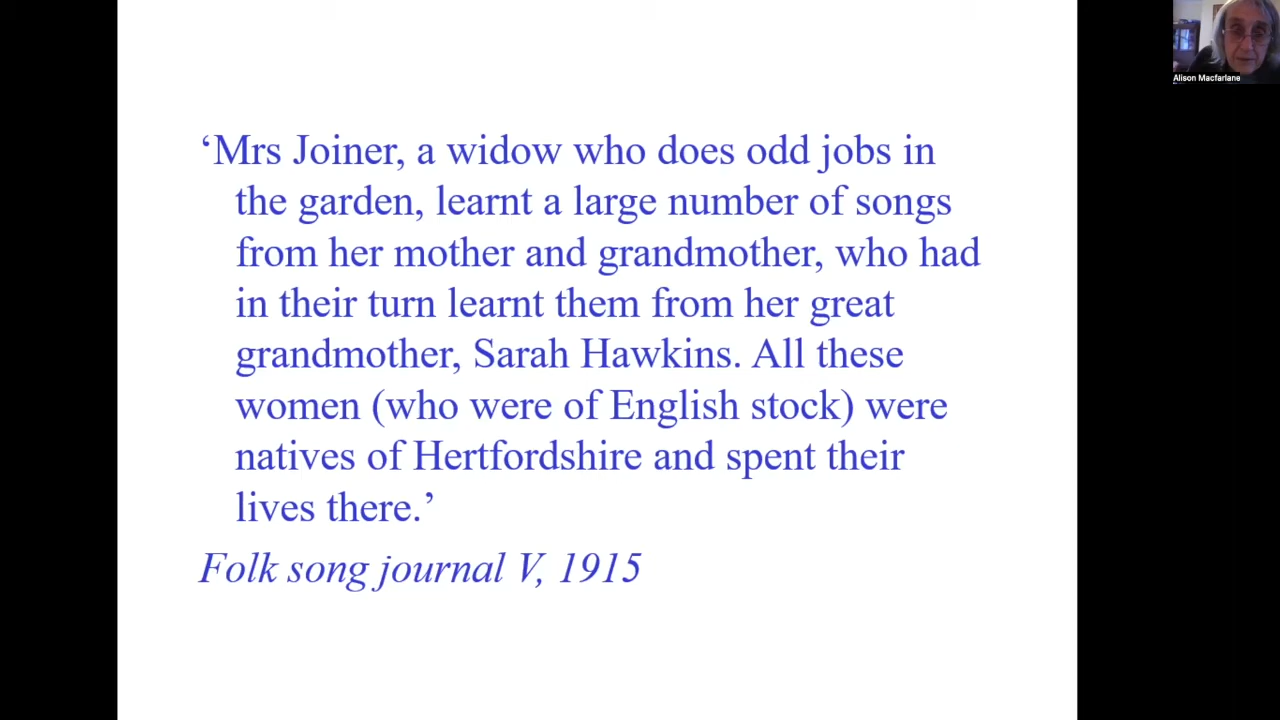 ‘Mrs Joiner, a widow who does odd jobs in
the garden, learnt a large number of songs
from her mother and grandmother, who had
in their turn learnt them from her great
grandmother, Sarah Hawkins. All these
women (who were of English stock) were
natives of Hertfordshire and spent their
lives there.’
Folk song journal V, 1915
Alison Macfarlane